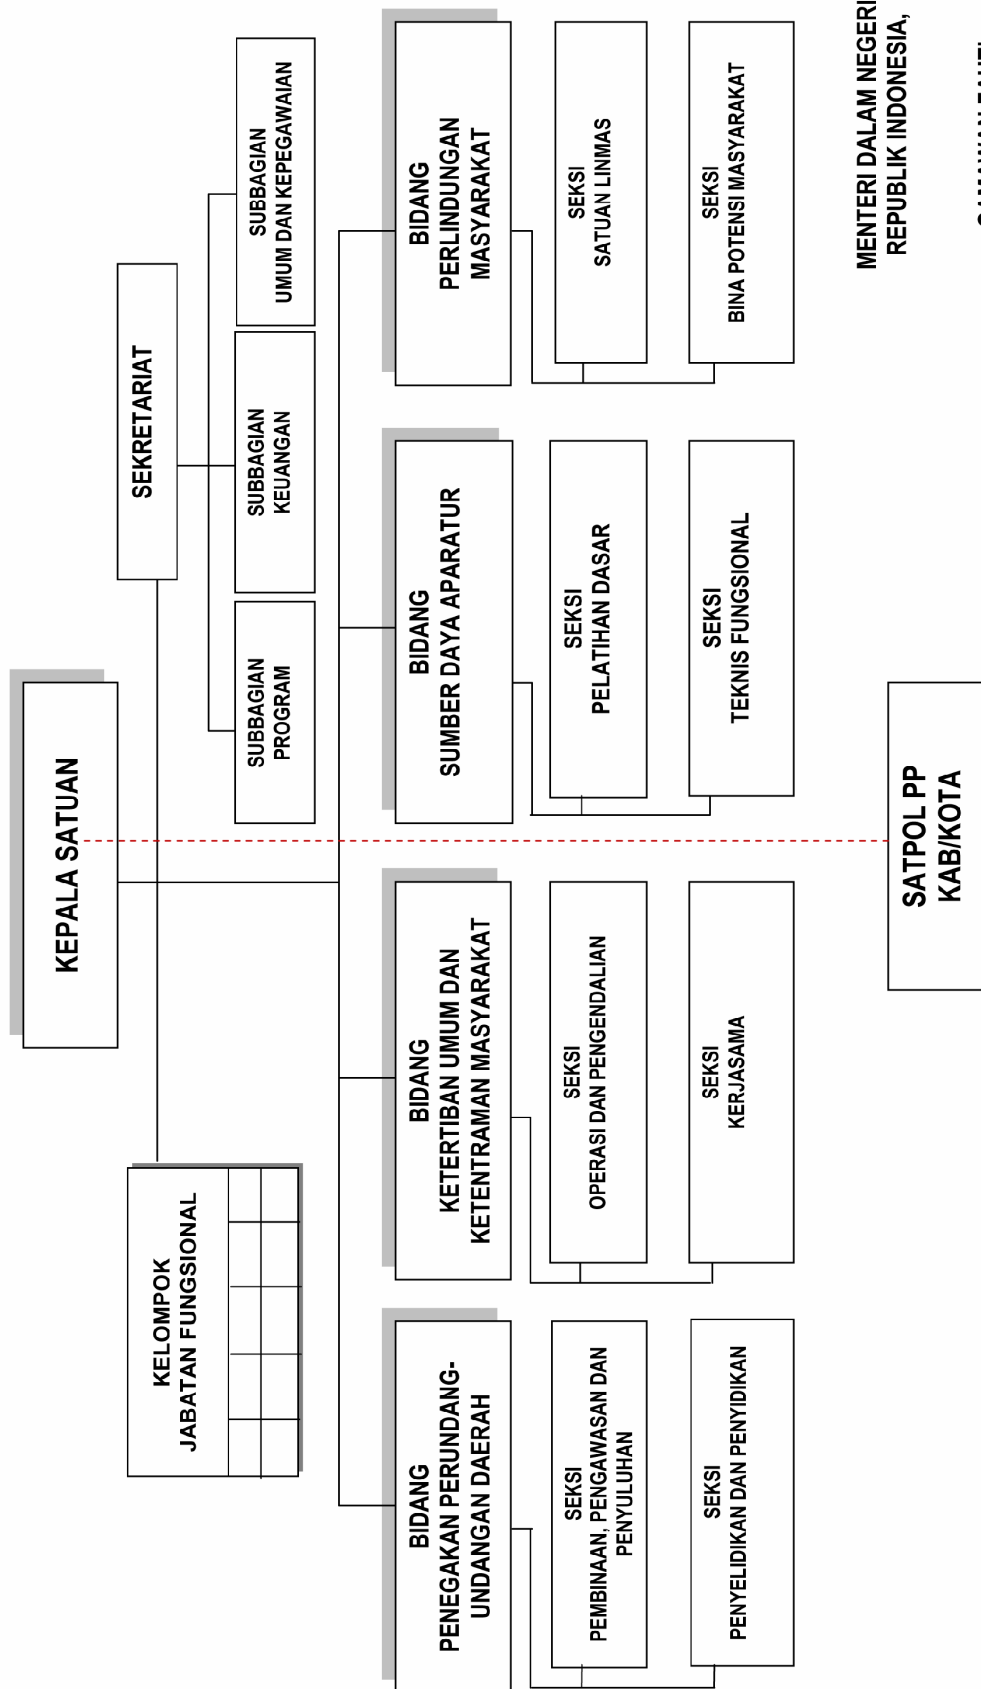 KEPALA SATUAN
SEKRETARIAT
KELOMPOK
JABATAN FUNGSIONAL
SUBBAGIAN
PROGRAM
SUBBAGIAN
KEUANGAN
SUBBAGIAN
UMUM DAN KEPEGAWAIAN
BIDANG
PENEGAKAN PERUNDANG-
UNDANGAN DAERAH
BIDANG
KETERTIBAN UMUM DAN
KETENTRAMAN MASYARAKAT
BIDANG
SUMBER DAYA APARATUR
BIDANG
PERLINDUNGAN
MASYARAKAT
SEKSI
PEMBINAAN, PENGAWASAN DAN
PENYULUHAN
SEKSI
OPERASI DAN PENGENDALIAN
SEKSI
PELATIHAN DASAR
SEKSI
SATUAN LINMAS
SEKSI
PENYELIDIKAN DAN PENYIDIKAN
SEKSI
KERJASAMA
SEKSI
TEKNIS FUNGSIONAL
SEKSI
BINA POTENSI MASYARAKAT
SATPOL PP
KAB/KOTA
MENTERI DALAM NEGERI
REPUBLIK INDONESIA,